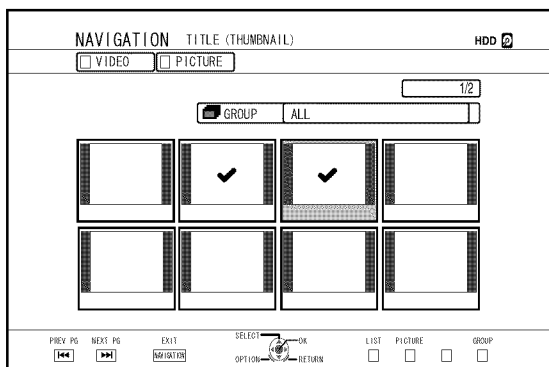 NAVIGATION TITLE (THUMBNAIL) HDD
VIDEO PICTURE
1/2
GROUP ALL
PREV PG NEXT PG EXIT SELECT OK LIST PICTURE GROUP
NAVIGATION OPTION RETURN